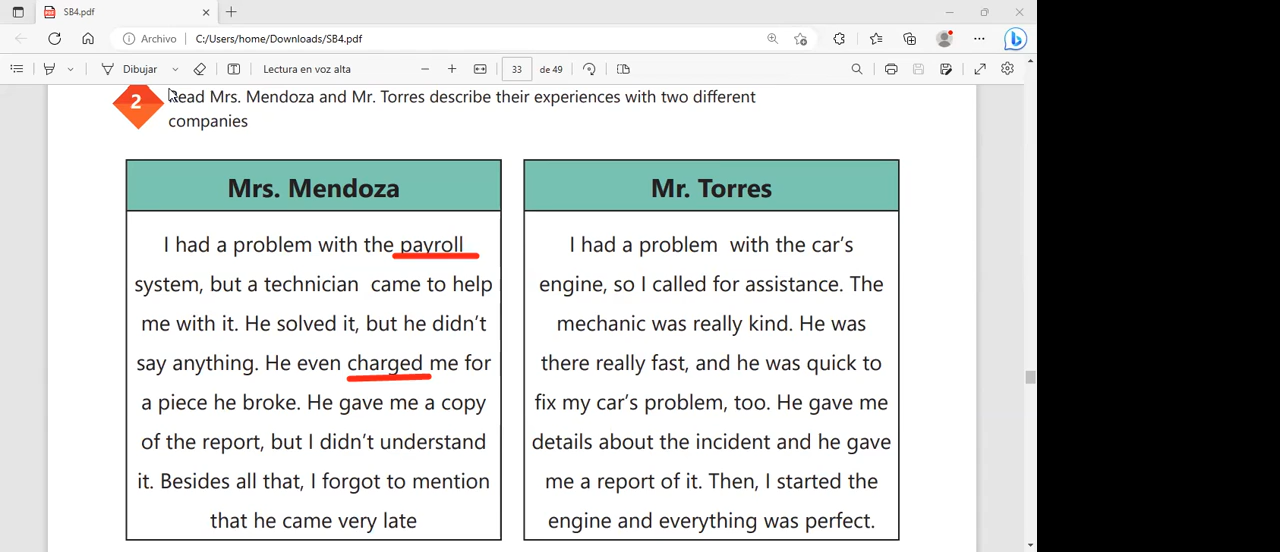 SB4.pdf
Archivo C:/Users/home/Downloads/SB4.pdf
Dibujar Lectura en voz alta 33 de 49
2 Read Mrs. Mendoza and Mr. Torres describe their experiences with two different
companies
Mrs. Mendoza
I had a problem with the payroll
system, but a technician came to help
me with it. He solved it, but he didn't
say anything. He even charged me for
a piece he broke. He gave me a copy
of the report, but I didn't understand
it. Besides all that, I forgot to mention
that he came very late
Mr. Torres
I had a problem with the car's
engine, so I called for assistance. The
mechanic was really kind. He was
there really fast, and he was quick to
fix my car's problem, too. He gave me
details about the incident and he gave
me a report of it. Then, I started the
engine and everything was perfect.